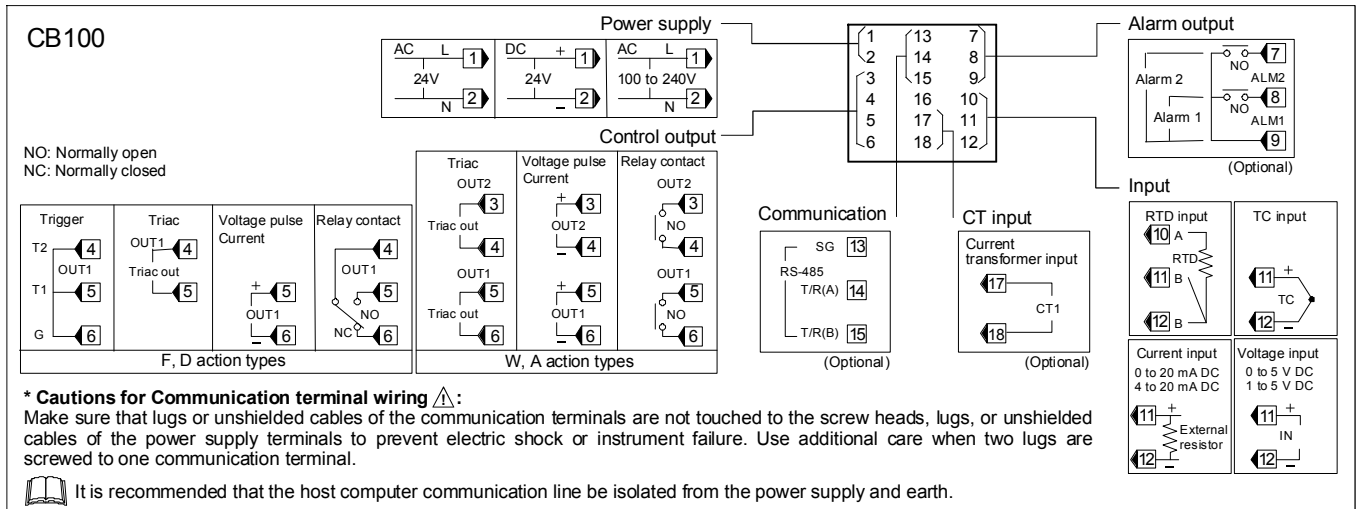 CB100
Power supply
AC L 1
24V
N 2
DC + 1
24V
– 2
AC L 1
100 to 240V
N 2
1 13 7
2 14 8
3 15 9
4 16 10
5 17 11
6 18 12
Alarm output
7
NO
ALM2
Alarm 2
8
NO
ALM1
Alarm 1
9
(Optional)
Control output
NO: Normally open
NC: Normally closed
Trigger
T2 4
OUT1
T1 5
G 6
Triac
OUT1 4
Triac out
5
Voltage pulse
Current
+ 5
OUT1
– 6
Relay contact
4
OUT1
5
NO
NC 6
F, D action types
Triac
OUT2
3
Triac out
4
OUT1
5
Triac out
6
Voltage pulse
Current
+ 3
OUT2
– 4
+ 5
OUT1
– 6
Relay contact
OUT2
3
NO
4
OUT1
5
NO
6
W, A action types
Communication
SG 13
RS-485
T/R(A) 14
T/R(B) 15
(Optional)
CT input
Current
transformer input
17
CT1
18
(Optional)
Input
RTD input
10 A
RTD
11 B
12 B
TC input
11 +
TC
12 –
Current input
0 to 20 mA DC
4 to 20 mA DC
11 +
External
resistor
12 –
Voltage input
0 to 5 V DC
1 to 5 V DC
11 +
IN
12 –
* Cautions for Communication terminal wiring ⚠:
Make sure that lugs or unshielded cables of the communication terminals are not touched to the screw heads, lugs, or unshielded
cables of the power supply terminals to prevent electric shock or instrument failure. Use additional care when two lugs are
screwed to one communication terminal.
It is recommended that the host computer communication line be isolated from the power supply and earth.